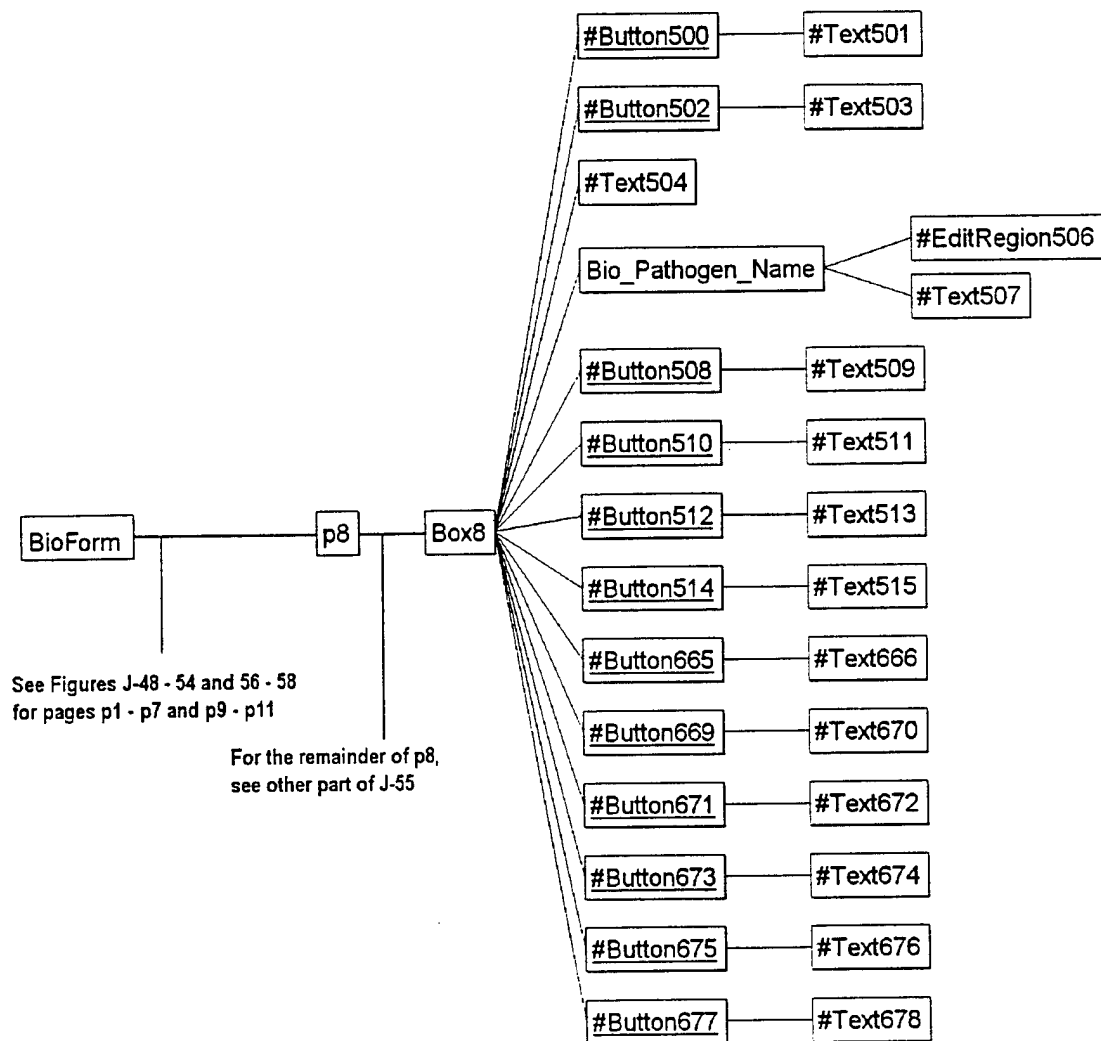 #Button500 #Text501
#Button502 #Text503
#Text504
#EditRegion506
Bio_Pathogen_Name
#Text507
#Button508 #Text509
#Button510 #Text511
#Button512 #Text513
BioForm p8 Box8
#Button514 #Text515
#Button665 #Text666
See Figures J-48 - 54 and 56 - 58
for pages p1 - p7 and p9 - p11
#Button669 #Text670
For the remainder of p8,
see other part of J-55
#Button671 #Text672
#Button673 #Text674
#Button675 #Text676
#Button677 #Text678